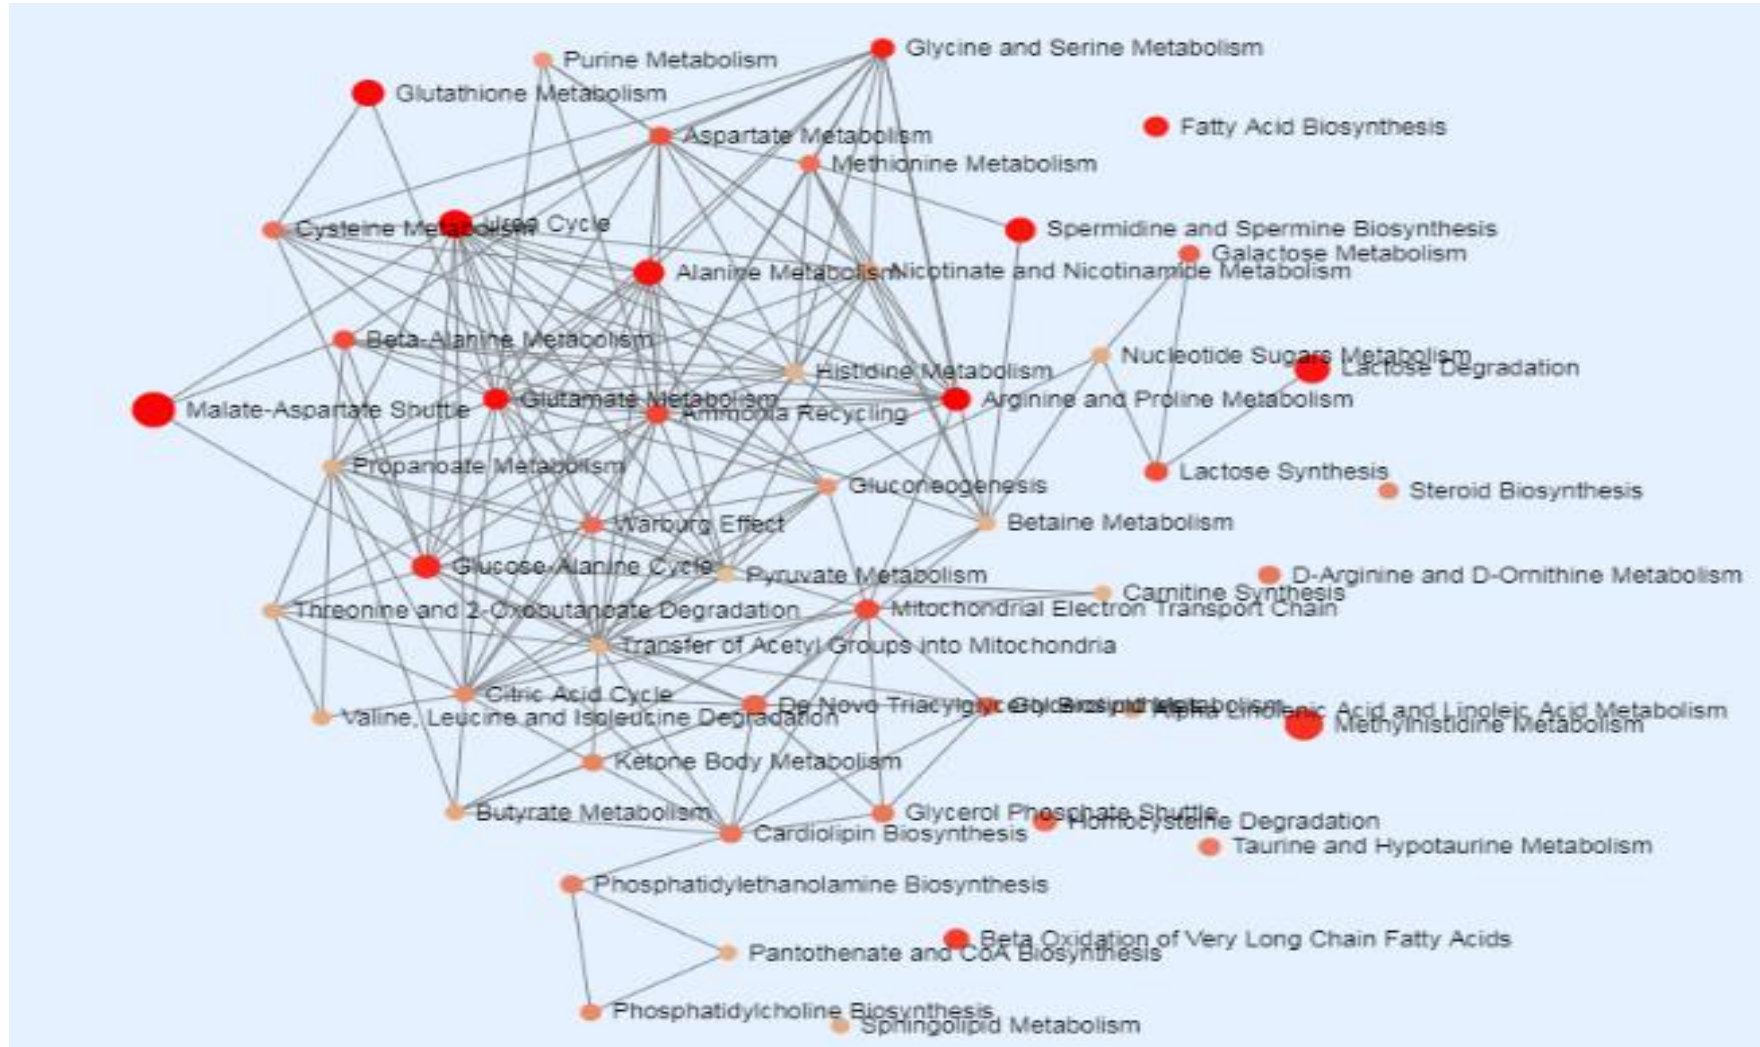 Glycine and Serine Metabolism
Purine Metabolism
Glutathione Metabolism
Fatty Acid Biosynthesis
Aspartate Metabolism
Methionine Metabolism
Cysteine Metabolism
Urea Cycle
Spermidine and Spermine Biosynthesis
Galactose Metabolism
Alanine Metabolism
Nicotinate and Nicotinamide Metabolism
Beta-Alanine Metabolism
Nucleotide Sugars Metabolism
Lactose Degradation
Histidine Metabolism
Malate-Aspartate Shuttle
Glutamate Metabolism
Ammonia Recycling
Arginine and Proline Metabolism
Propanoate Metabolism
Lactose Synthesis
Gluconeogenesis
Steroid Biosynthesis
Warburg Effect
Betaine Metabolism
Glucose-Alanine Cycle
Pyruvate Metabolism
D-Arginine and D-Ornithine Metabolism
Carnitine Synthesis
Threonine and 2-Oxobutanoate Degradation
Mitochondrial Electron Transport Chain
Transfer of Acetyl Groups into Mitochondria
Citric Acid Cycle
De Novo Triacylglycerol Biosynthesis
Glycerolipid Metabolism
Alpha Linolenic Acid and Linoleic Acid Metabolism
Valine, Leucine and Isoleucine Degradation
Methylhistidine Metabolism
Ketone Body Metabolism
Butyrate Metabolism
Glycerol Phosphate Shuttle
Homocysteine Degradation
Cardiolipin Biosynthesis
Taurine and Hypotaurine Metabolism
Phosphatidylethanolamine Biosynthesis
Beta Oxidation of Very Long Chain Fatty Acids
Pantothenate and CoA Biosynthesis
Phosphatidylcholine Biosynthesis
Sphingolipid Metabolism